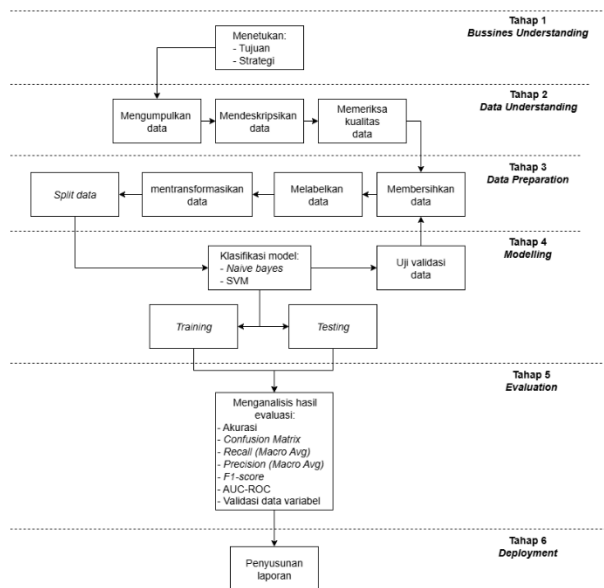 Tahap 1
Bussines Understanding
Menetukan:
- Tujuan
- Strategi
Tahap 2
Data Understanding
Mengumpulkan
data
Mendeskripsikan
data
Memeriksa
kualitas
data
Tahap 3
Data Preparation
Split data
mentransformasikan
data
Melabelkan
data
Membersihkan
data
Tahap 4
Modelling
Klasifikasi model:
- Naive bayes
- SVM
Uji validasi
data
Training
Testing
Tahap 5
Evaluation
Menganalisis hasil
evaluasi:
- Akurasi
- Confusion Matrix
- Recall (Macro Avg)
- Precision (Macro Avg)
- F1-score
- AUC-ROC
- Validasi data variabel
Tahap 6
Deployment
Penyusunan
laporan